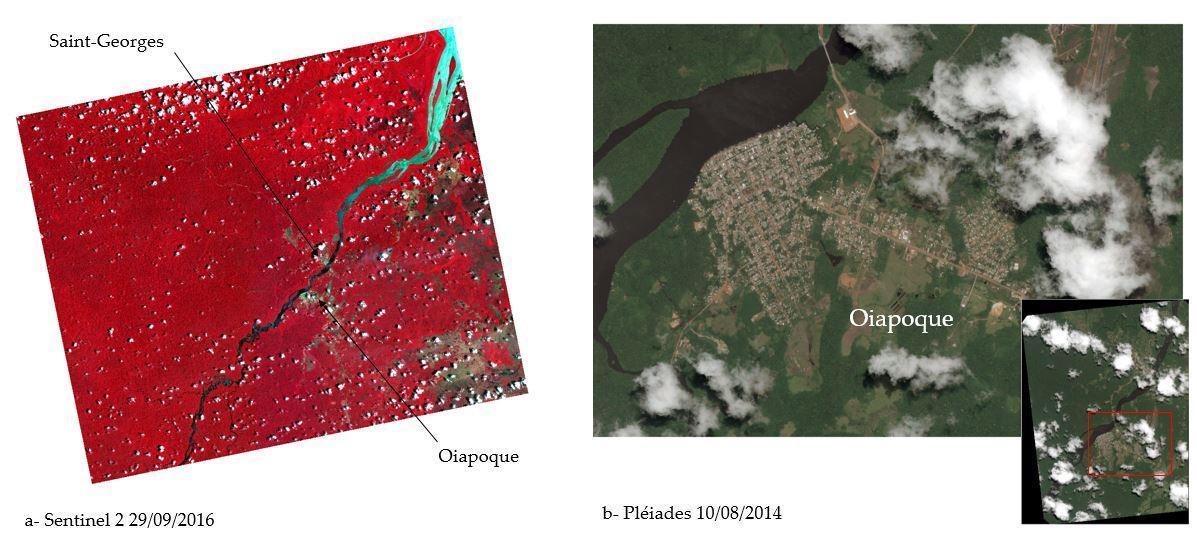 Saint-Georges
Oiapoque
a- Sentinel 2 29/09/2016
Oiapoque
b- Pléiades 10/08/2014